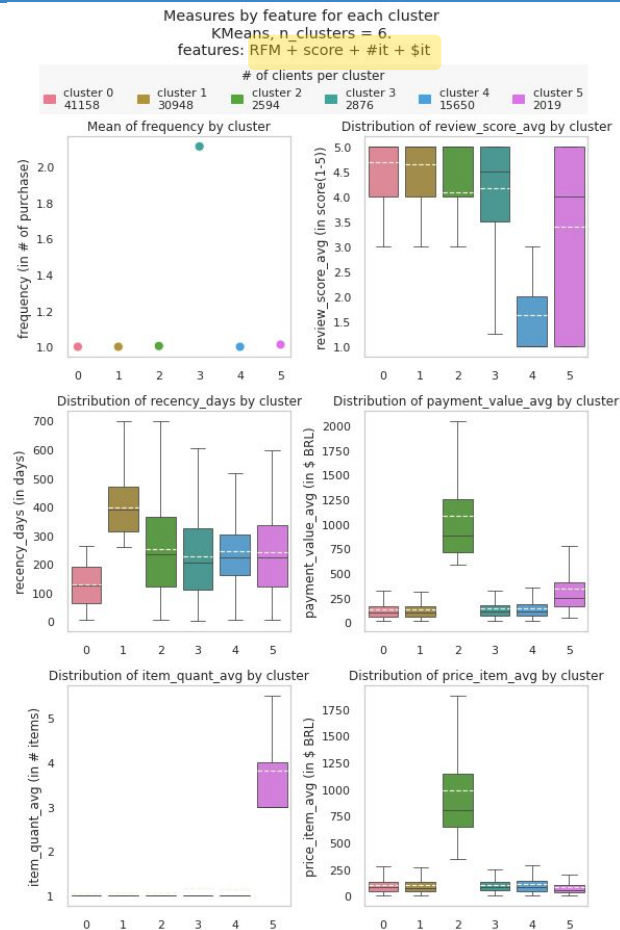 Measures by feature for each cluster
KMeans, n_clusters = 6.
features: RFM + score + #it + $it
# of clients per cluster
cluster 0 cluster 1 cluster 2 cluster 3 cluster 4 cluster 5
41158 30948 2594 2876 15650 2019
Mean of frequency by cluster
frequency (in # of purchase)
2.0
1.8
1.6
1.4
1.2
1.0
0 1 2 3 4 5
Distribution of review_score_avg by cluster
review_score_avg (in score(1-5))
5.0
4.5
4.0
3.5
3.0
2.5
2.0
1.5
1.0
0 1 2 3 4 5
Distribution of recency_days by cluster
recency_days (in days)
700
600
500
400
300
200
100
0
0 1 2 3 4 5
Distribution of payment_value_avg by cluster
payment_value_avg (in $ BRL)
2000
1750
1500
1250
1000
750
500
250
0
0 1 2 3 4 5
Distribution of item_quant_avg by cluster
item_quant_avg (in # items)
5
4
3
2
1
0 1 2 3 4 5
Distribution of price_item_avg by cluster
price_item_avg (in $ BRL)
1750
1500
1250
1000
750
500
250
0
0 1 2 3 4 5